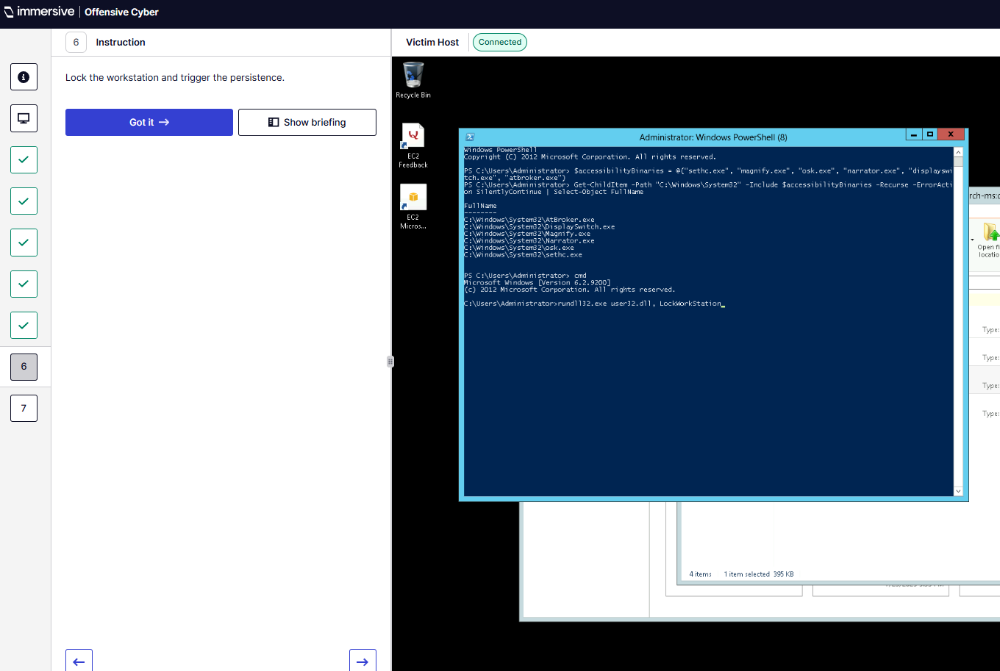 immersive | Offensive Cyber
6 Instruction
Victim Host
Connected
Lock the workstation and trigger the persistence.
Got it →
Show briefing
6
7
Recycle Bin
EC2
Feedback
EC2
Micros...
Administrator: Windows PowerShell (8)
Windows PowerShell
Copyright (C) 2012 Microsoft Corporation. All rights reserved.
PS C:\Users\Administrator> $accessibilityBinaries = @("sethc.exe", "magnify.exe", "osk.exe", "narrator.exe", "displayswi
tch.exe", "atbroker.exe")
PS C:\Users\Administrator> Get-ChildItem -Path "C:\Windows\System32" -Include $accessibilityBinaries -Recurse -ErrorActi
on SilentlyContinue | Select-Object FullName
FullName
--------
C:\Windows\System32\AtBroker.exe
C:\Windows\System32\DisplaySwitch.exe
C:\Windows\System32\Magnify.exe
C:\Windows\System32\Narrator.exe
C:\Windows\System32\osk.exe
C:\Windows\System32\sethc.exe
PS C:\Users\Administrator> cmd
Microsoft Windows [Version 6.2.9200]
(c) 2012 Microsoft Corporation. All rights reserved.
C:\Users\Administrator>rundll32.exe user32.dll, LockWorkStation_
rch-ms:c
Open fi
locatio
Type:
Type:
Type:
Type:
4 items 1 item selected 395 KB